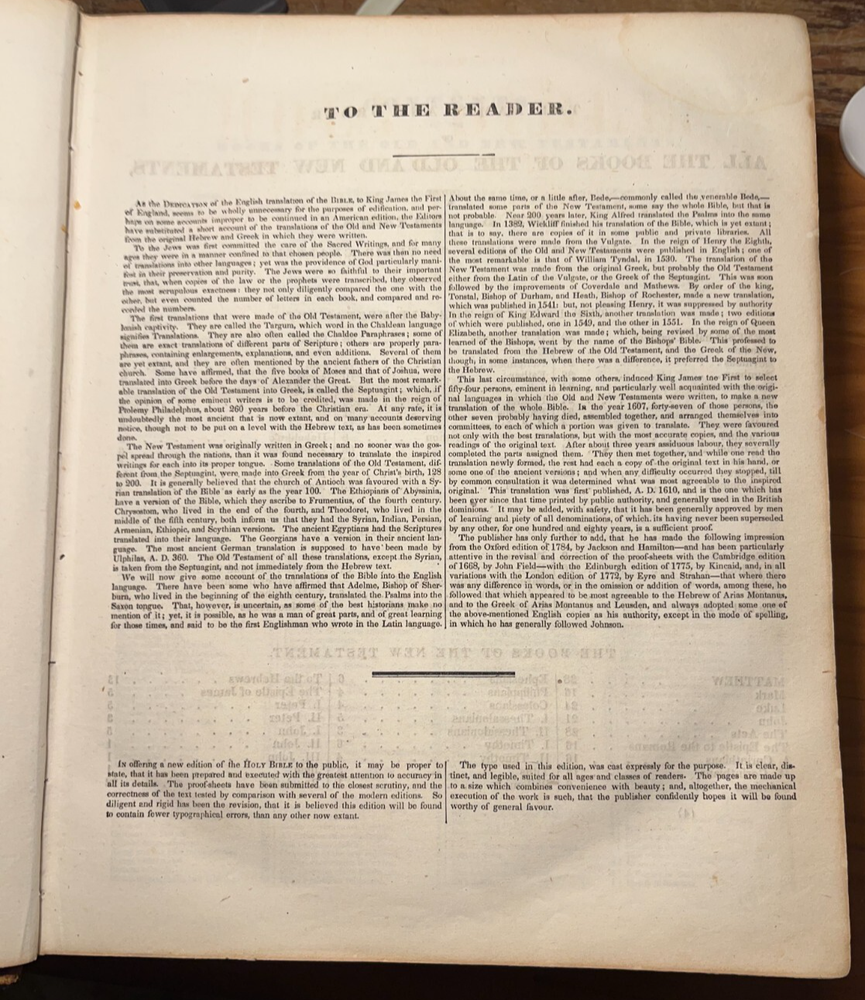 TO THE READER.
As the DEDICATION of the English translation of the BIBLE, to King James the First
of England, seems to be wholly unnecessary for the purposes of edification, and per-
haps on some accounts improper to be continued in an American edition, the Editors
have substituted a short account of the translations of the Old and New Testaments
from the original Hebrew and Greek in which they were written.
To the Jews was first committed the care of the Sacred Writings, and for many
ages they were in a manner confined to that chosen people. There was then no need
of translations into other languages; yet was the providence of God particularly mani-
fest in their preservation and purity. The Jews were so faithful to their important
trust, that, when copies of the law or the prophets were transcribed, they observed
the most scrupulous exactness: they not only diligently compared the one with the
other, but even counted the number of letters in each book, and compared and re-
corded the numbers.
The first translations that were made of the Old Testament, were after the Baby-
lonish captivity. They are called the Targum, which word in the Chaldean language
signifies Translations. They are also often called the Chaldee Paraphrases; some of
them are exact translations of different parts of Scripture; others are properly para-
phrases, containing enlargements, explanations, and even additions. Several of them
are yet extant, and they are often mentioned by the ancient fathers of the Christian
church. Some have affirmed, that the five books of Moses and that of Joshua, were
translated into Greek before the days of Alexander the Great. But the most remark-
able translation of the Old Testament into Greek, is called the Septuagint; which, if
the opinion of some eminent writers is to be credited, was made in the reign of
Ptolemy Philadelphus, about 260 years before the Christian era. At any rate, it is
undoubtedly the most ancient that is now extant, and on many accounts deserving
notice, though not to be put on a level with the Hebrew text, as has been sometimes
done.
The New Testament was originally written in Greek; and no sooner was the gos-
pel spread through the nations, than it was found necessary to translate the inspired
writings for each into its proper tongue. Some translations of the Old Testament, dif-
ferent from the Septuagint, were made into Greek from the year of Christ's birth, 128
to 200. It is generally believed that the church of Antioch was favoured with a Sy-
rian translation of the Bible as early as the year 100. The Ethiopians of Abyssinia,
have a version of the Bible, which they ascribe to Frumentius, of the fourth century.
Chrysostom, who lived in the end of the fourth, and Theodoret, who lived in the
middle of the fifth century, both inform us that they had the Syrian, Indian, Persian,
Armenian, Ethiopic, and Scythian versions. The ancient Egyptians had the Scriptures
translated into their language. The Georgians have a version in their ancient lan-
guage. The most ancient German translation is supposed to have been made by
Ulphilas, A. D. 360. The Old Testament of all these translations, except the Syrian,
is taken from the Septuagint, and not immediately from the Hebrew text.
We will now give some account of the translations of the Bible into the English
language. There have been some who have affirmed that Adelme, Bishop of Sher-
burn, who lived in the beginning of the eighth century, translated the Psalms into the
Saxon tongue. That, however, is uncertain, as some of the best historians make no
mention of it; yet, it is possible, as he was a man of great parts, and of great learning
for those times, and said to be the first Englishman who wrote in the Latin language.
About the same time, or a little after, Bede,—commonly called the venerable Bede,—
translated some parts of the New Testament, some say the whole Bible, but that is
not probable. Near 200 years later, King Alfred translated the Psalms into the same
language. In 1382, Wickliff finished his translation of the Bible, which is yet extant;
that is to say, there are copies of it in some public and private libraries. All
these translations were made from the Vulgate. In the reign of Henry the Eighth,
several editions of the Old and New Testaments were published in English; one of
the most remarkable is that of William Tyndal, in 1530. The translation of the
New Testament was made from the original Greek, but probably the Old Testament
either from the Latin of the Vulgate, or the Greek of the Septuagint. This was soon
followed by the improvements of Coverdale and Mathews. By order of the king,
Tonstal, Bishop of Durham, and Heath, Bishop of Rochester, made a new translation,
which was published in 1541: but, not pleasing Henry, it was suppressed by authority
In the reign of King Edward the Sixth, another translation was made; two editions
of which were published, one in 1549, and the other in 1551. In the reign of Queen
Elizabeth, another translation was made; which, being revised by some of the most
learned of the Bishops, went by the name of the Bishops' Bible. This professed to
be translated from the Hebrew of the Old Testament, and the Greek of the New,
though, in some instances, when there was a difference, it preferred the Septuagint to
the Hebrew.
This last circumstance, with some others, induced King James the First to select
fifty-four persons, eminent in learning, and particularly well acquainted with the origi-
nal languages in which the Old and New Testaments were written, to make a new
translation of the whole Bible. In the year 1607, forty-seven of those persons, the
other seven probably having died, assembled together, and arranged themselves into
committees, to each of which a portion was given to translate. They were favoured
not only with the best translations, but with the most accurate copies, and the various
readings of the original text. After about three years assiduous labour, they severally
completed the parts assigned them. They then met together, and while one read the
translation newly formed, the rest had each a copy of the original text in his hand, or
some one of the ancient versions; and when any difficulty occurred they stopped, till
by common consultation it was determined what was most agreeable to the inspired
original. This translation was first published, A. D. 1610, and is the one which has
been ever since that time printed by public authority, and generally used in the British
dominions. It may be added, with safety, that it has been generally approved by men
of learning and piety of all denominations, of which, its having never been superseded
by any other, for one hundred and eighty years, is a sufficient proof.
The publisher has only further to add, that he has made the following impression
from the Oxford edition of 1784, by Jackson and Hamilton—and has been particularly
attentive in the revisal and correction of the proof-sheets with the Cambridge edition
of 1668, by John Field—with the Edinburgh edition of 1775, by Kincaid, and, in all
variations with the London edition of 1772, by Eyre and Strahan—that where there
was any difference in words, or in the omission or addition of words, among these, he
followed that which appeared to be most agreeable to the Hebrew of Arias Montanus,
and to the Greek of Arias Montanus and Leusden, and always adopted some one of
the above-mentioned English copies as his authority, except in the mode of spelling,
in which he has generally followed Johnson.
IN offering a new edition of the HOLY BIBLE to the public, it may be proper to
state, that it has been prepared and executed with the greatest attention to accuracy in
all its details. The proof-sheets have been submitted to the closest scrutiny, and the
correctness of the text tested by comparison with several of the modern editions. So
diligent and rigid has been the revision, that it is believed this edition will be found
to contain fewer typographical errors, than any other now extant.
The type used in this edition, was cast expressly for the purpose. It is clear, dis-
tinct, and legible, suited for all ages and classes of readers. The pages are made up
to a size which combines convenience with beauty; and, altogether, the mechanical
execution of the work is such, that the publisher confidently hopes it will be found
worthy of general favour.